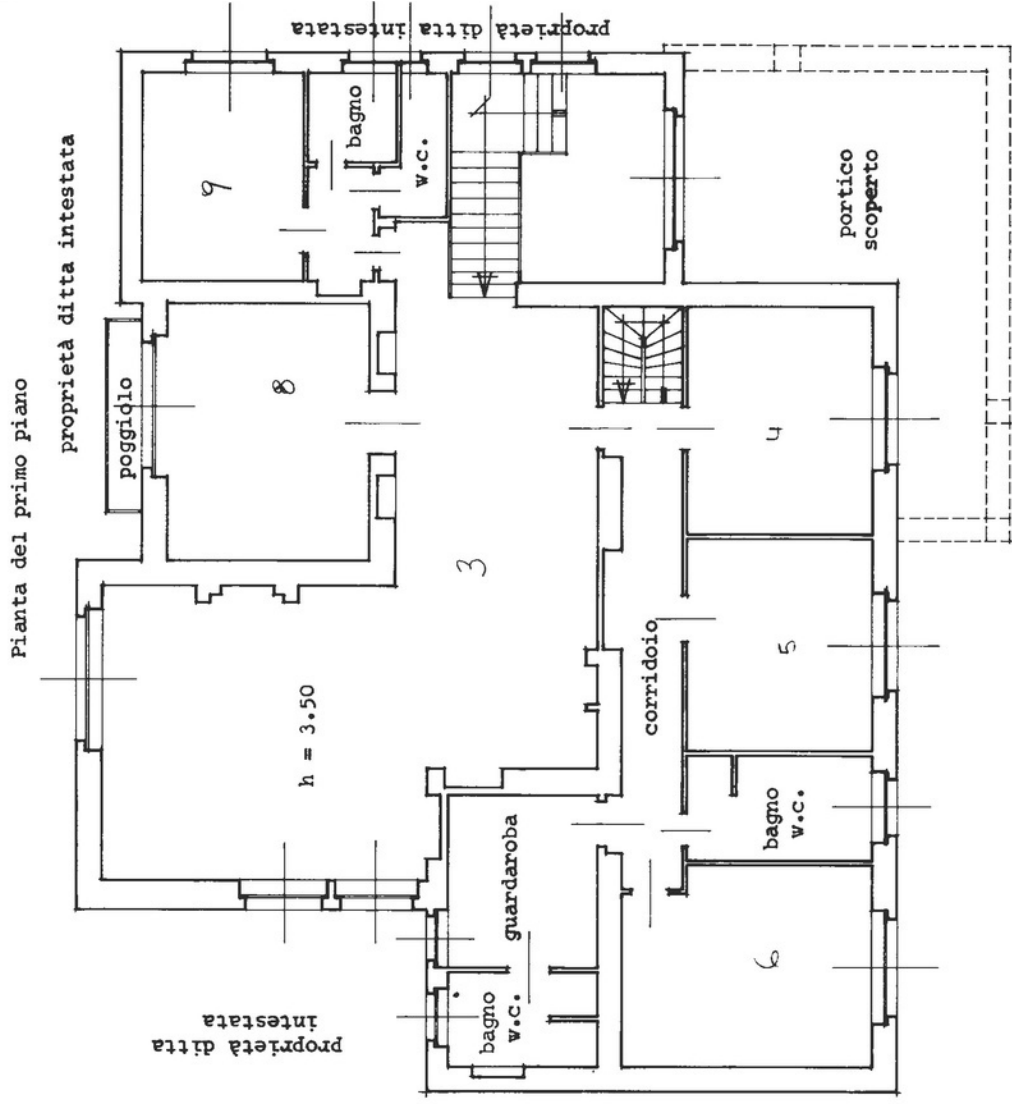 Pianta del primo piano
proprietà ditta intestata
proprietà ditta intestata
proprietà ditta
intestata
poggiolo
9
bagno
w.c.
8
3
h = 3.50
portico
scoperto
4
corridoio
5
guardaroba
bagno
w.c.
bagno
w.c.
6